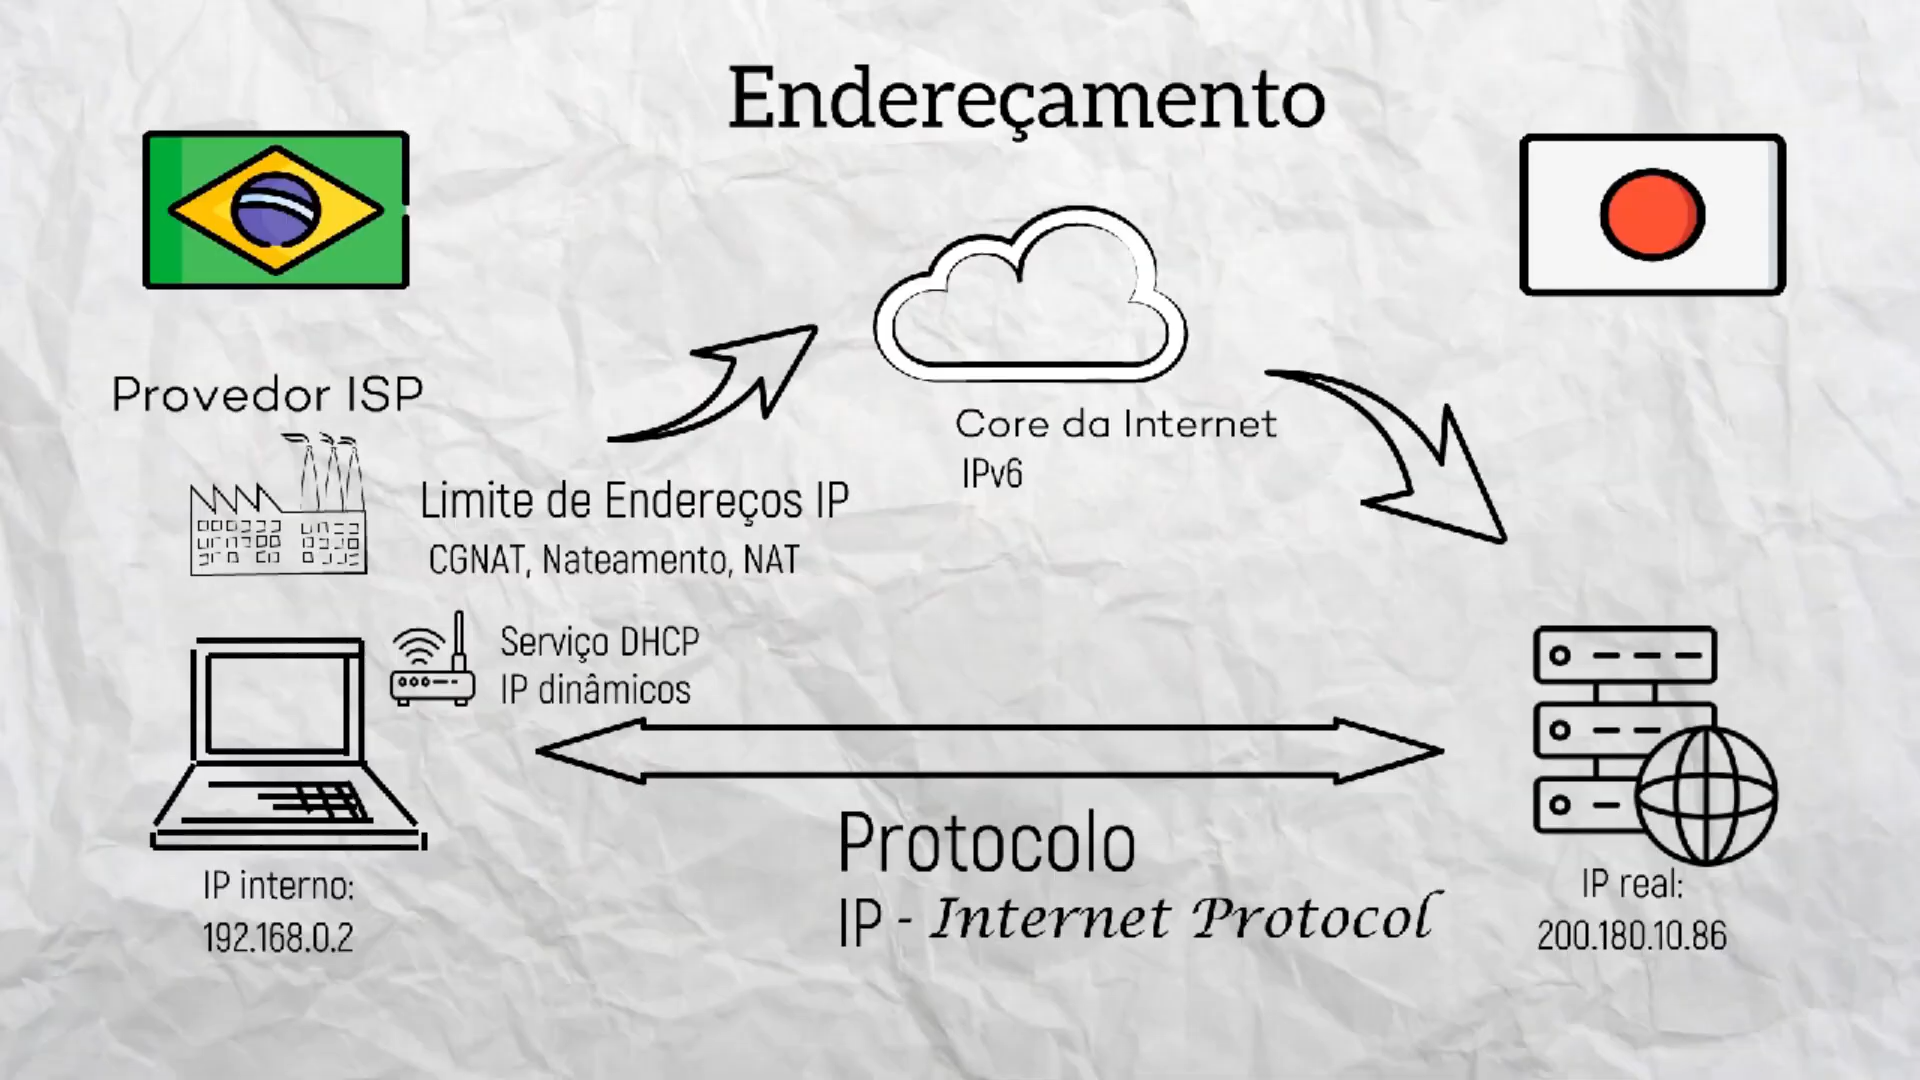 Endereçamento
Provedor ISP
Core da Internet
IPv6
Limite de Endereços IP
CGNAT, Nateamento, NAT
Serviço DHCP
IP dinâmicos
Protocolo
IP - Internet Protocol
IP interno:
192.168.0.2
IP real:
200.180.10.86